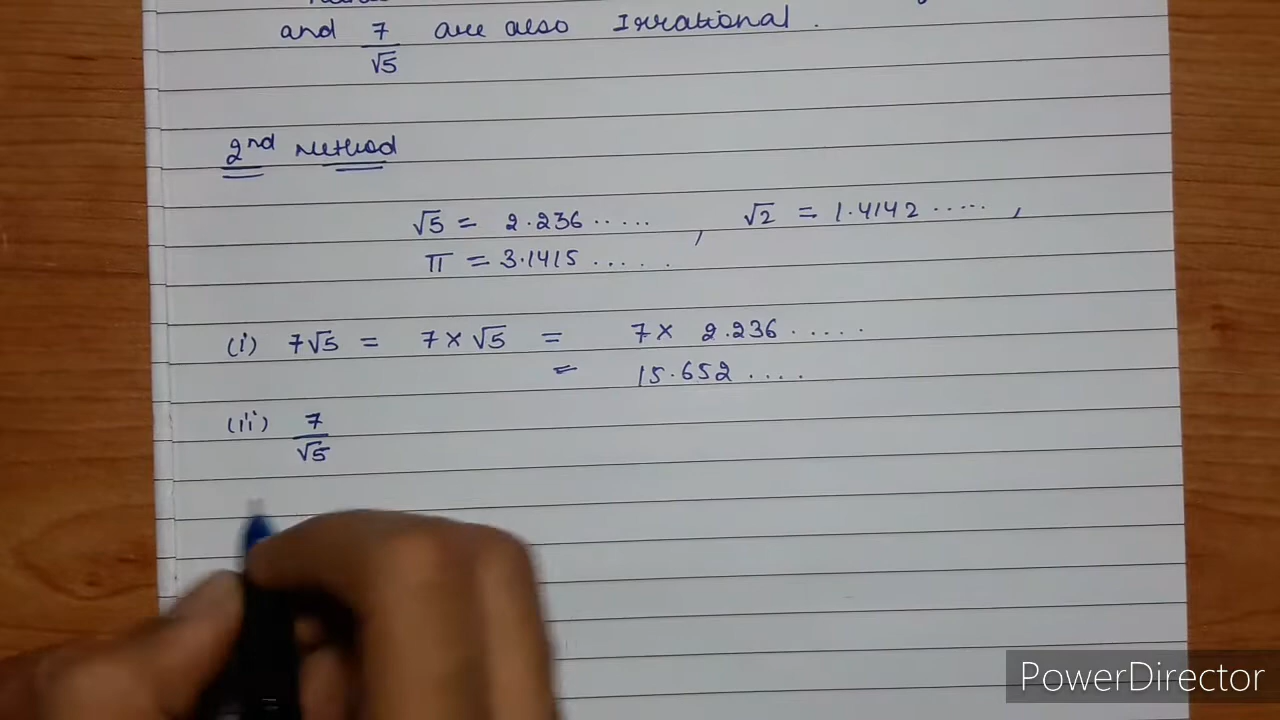 and 7/√5 are also Irrational.
2nd Method
√5 = 2.236 ..... , √2 = 1.4142 ..... ,
π = 3.1415 .....
(i) 7√5 = 7 × √5 = 7 × 2.236 .....
= 15.652 ....
(ii) 7/√5
PowerDirector